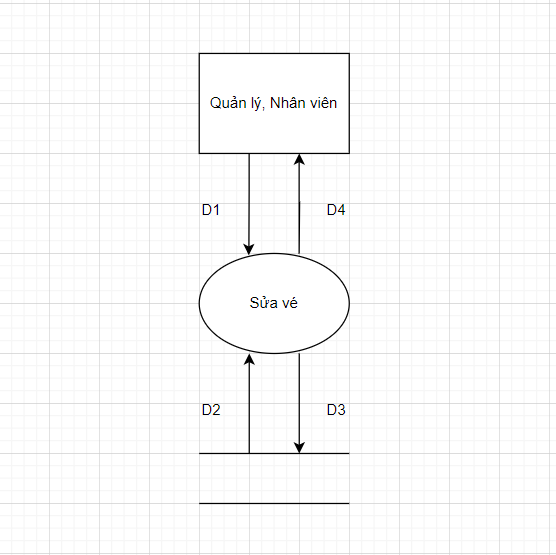 Quản lý, Nhân viên
D1
D4
Sửa vé
D2
D3